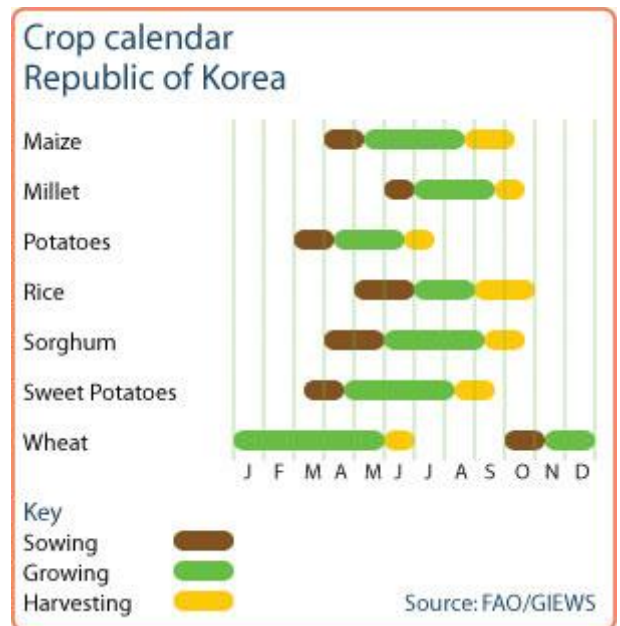 Crop calendar
Republic of Korea
Maize
Millet
Potatoes
Rice
Sorghum
Sweet Potatoes
Wheat
J F M A M J J A S O N D
Key
Sowing
Growing
Harvesting
Source: FAO/GIEWS